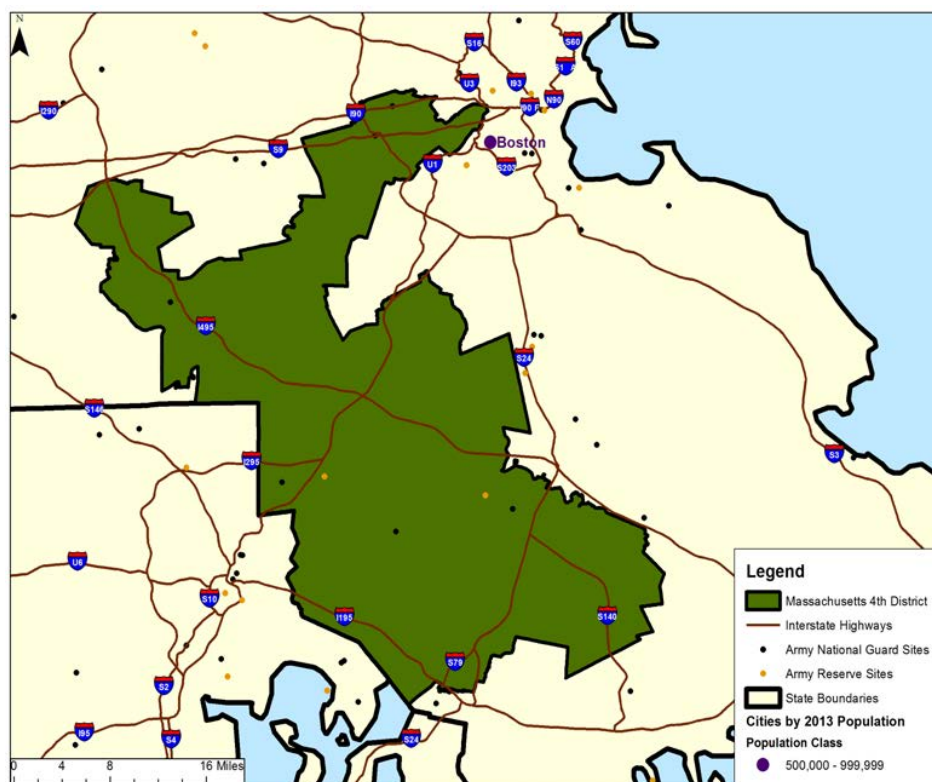 N
S16
S60
S1 A
U3
I93
I290
I90
I90 F
N90
S9
Boston
U1
S203
I495
S24
S146
I295
S3
U6
S10
I195
S140
S79
S2
I95
S4
S24
0 4 8 16 Miles
Legend
Massachusetts 4th District
Interstate Highways
Army National Guard Sites
Army Reserve Sites
State Boundaries
Cities by 2013 Population
Population Class
500,000 - 999,999